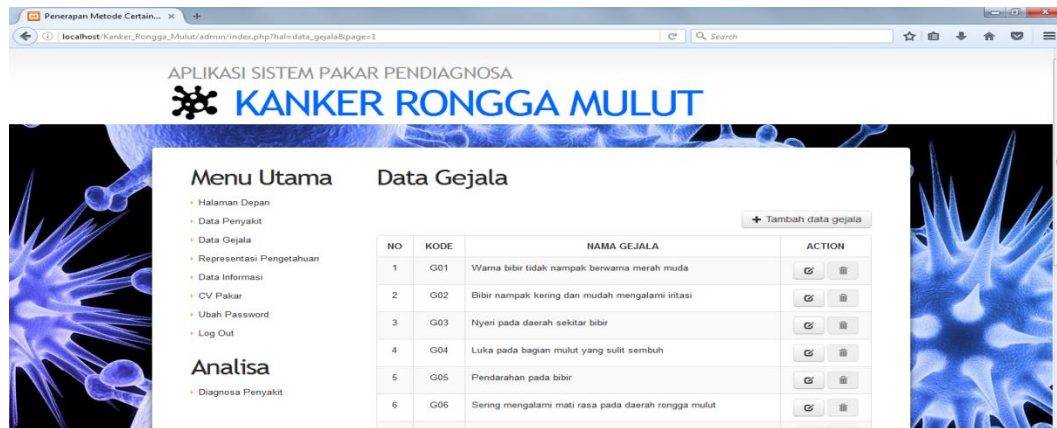 Penerapan Metode Certain...
localhost/Kanker_Rongga_Mulut/admin/index.php?hal=data_gejala&page=1
Search
APLIKASI SISTEM PAKAR PENDIAGNOSA
KANKER RONGGA MULUT
Menu Utama
Halaman Depan
Data Penyakit
Data Gejala
Representasi Pengetahuan
Data Informasi
CV Pakar
Ubah Password
Log Out
Analisa
Diagnosa Penyakit
Data Gejala
+ Tambah data gejala
NO KODE NAMA GEJALA ACTION
1 G01 Warna bibir tidak nampak berwarna merah muda
2 G02 Bibir nampak kering dan mudah mengalami iritasi
3 G03 Nyeri pada daerah sekitar bibir
4 G04 Luka pada bagian mulut yang sulit sembuh
5 G05 Pendarahan pada bibir
6 G06 Sering mengalami mati rasa pada daerah rongga mulut